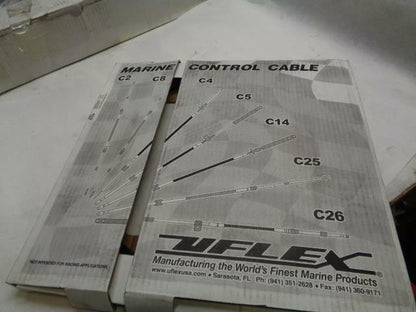 MARINE CONTROL CABLE
C2 C8 C4
C5
C14
C25
C26
UFLEX®
Manufacturing the World's Finest Marine Products
www.uflexusa.com • Sarasota, FL Ph: (941) 351-2628 • Fax: (941) 360-9171
NOT INTENDED FOR RACING APPLICATIONS